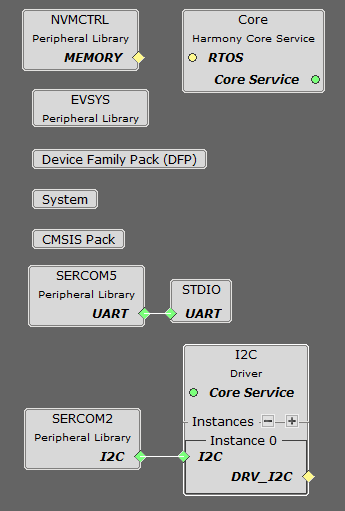 NVMCTRL
Peripheral Library
MEMORY
Core
Harmony Core Service
RTOS
Core Service
EVSYS
Peripheral Library
Device Family Pack (DFP)
System
CMSIS Pack
SERCOM5
Peripheral Library
UART
STDIO
UART
I2C
Driver
Core Service
Instances
Instance 0
I2C
DRV_I2C
SERCOM2
Peripheral Library
I2C